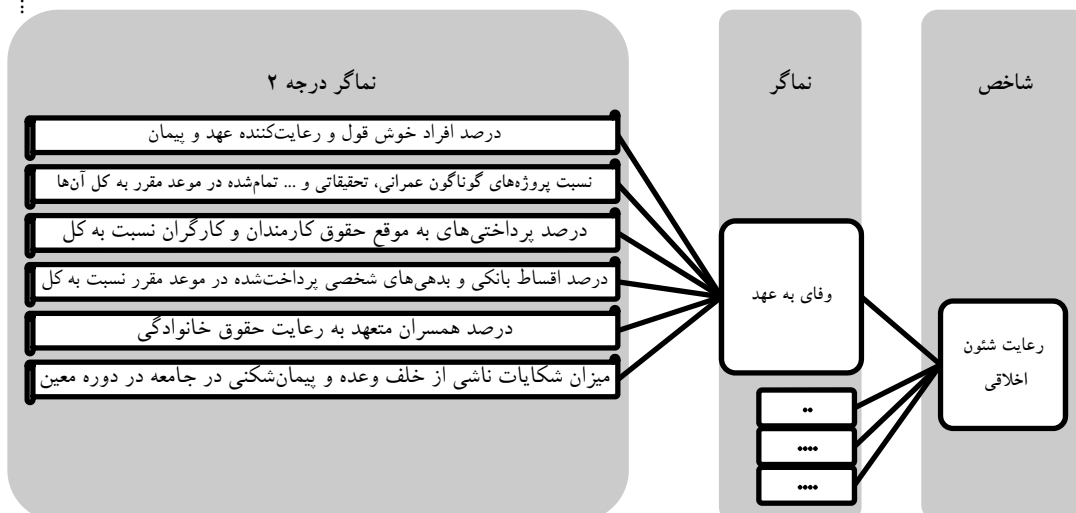 شاخص
نماگر
نماگر درجه ۲
رعایت شئون
اخلاقی
وفای به عهد
..
....
....
درصد افراد خوش قول و رعایت‌کننده عهد و پیمان
نسبت پروژه‌های گوناگون عمرانی، تحقیقاتی و ... تمام‌شده در موعد مقرر به کل آن‌ها
درصد پرداختی‌های به موقع حقوق کارمندان و کارگران نسبت به کل
درصد اقساط بانکی و بدهی‌های شخصی پرداخت‌شده در موعد مقرر نسبت به کل
درصد همسران متعهد به رعایت حقوق خانوادگی
میزان شکایات ناشی از خلف وعده و پیمان‌شکنی در جامعه در دوره معین